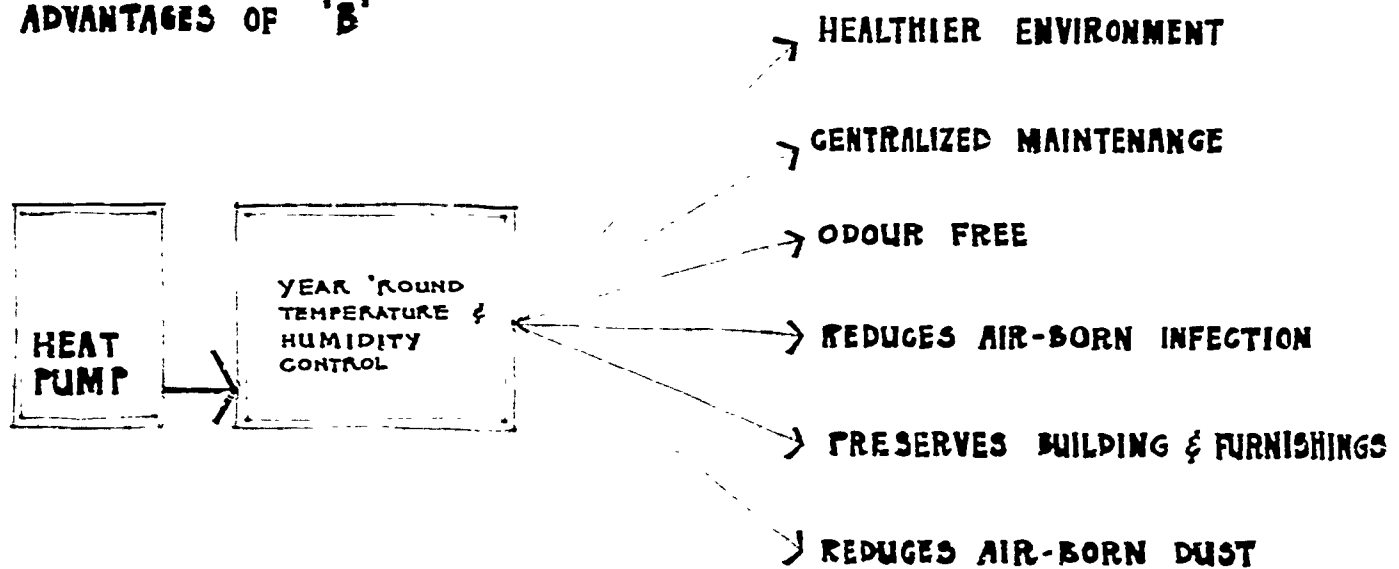 ADVANTAGES OF 'B'
HEALTHIER ENVIRONMENT
CENTRALIZED MAINTENANCE
ODOUR FREE
REDUCES AIR-BORN INFECTION
PRESERVES BUILDING & FURNISHINGS
REDUCES AIR-BORN DUST
HEAT
PUMP
YEAR 'ROUND
TEMPERATURE &
HUMIDITY
CONTROL